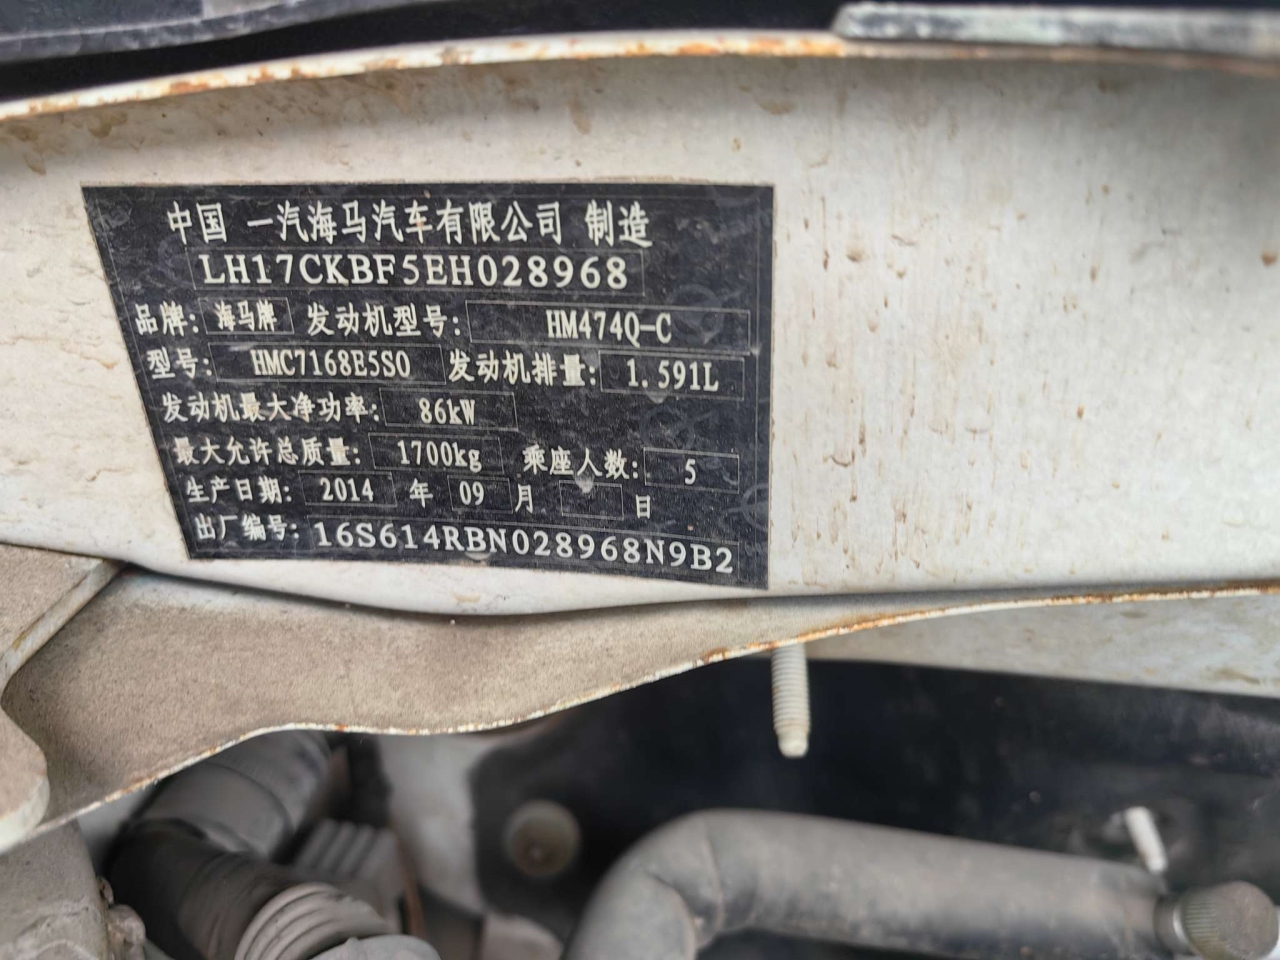 中国 一汽海马汽车有限公司 制造
LH17CKBF5EH028968
品牌: 海马牌 发动机型号: HM474Q-C
型号: HMC7168E5S0 发动机排量: 1.591L
发动机最大净功率: 86kW
最大允许总质量: 1700kg 乘座人数: 5
生产日期: 2014 年 09 月 日
出厂编号: 16S614RBN028968N9B2